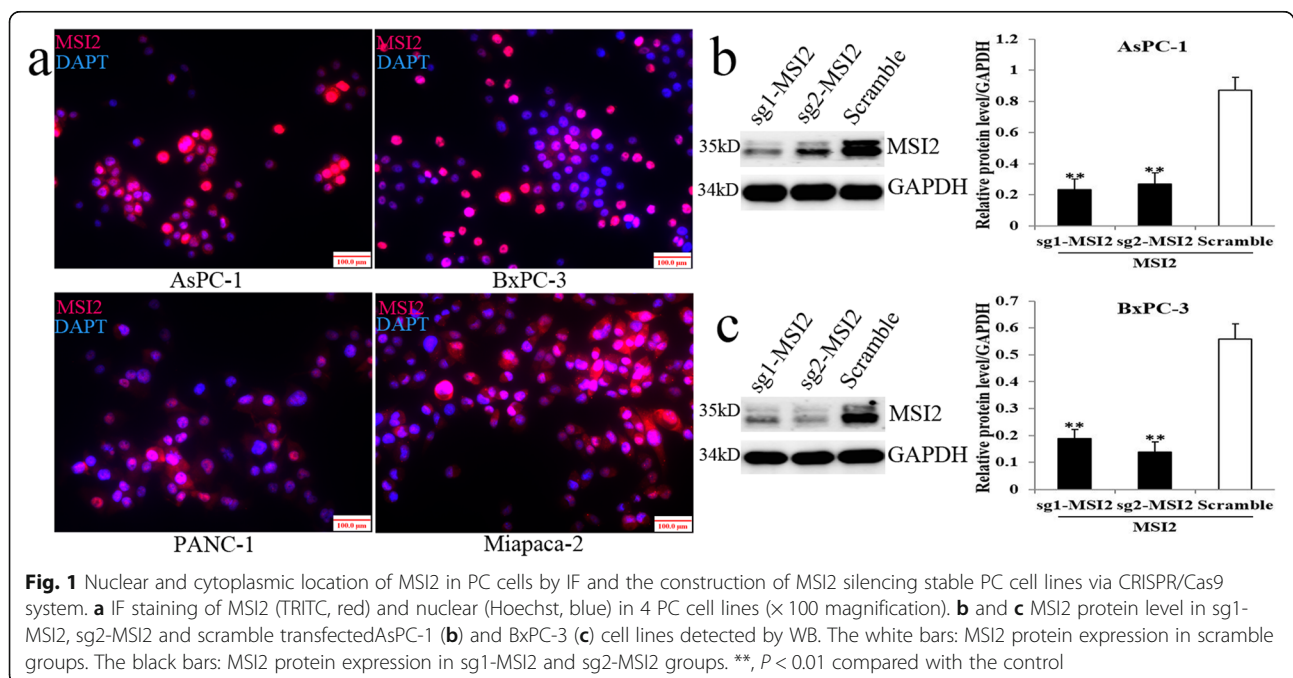 a
MSI2
DAPT
100.0 μm
AsPC-1
MSI2
DAPT
100.0 μm
BxPC-3
MSI2
DAPT
100.0 μm
PANC-1
MSI2
DAPT
100.0 μm
Miapaca-2
b
sg1-MSI2
sg2-MSI2
Scramble
35kD
MSI2
34kD
GAPDH
AsPC-1
Relative protein level/GAPDH
1.2
1
0.8
0.6
0.4
0.2
0
**
**
sg1-MSI2 sg2-MSI2 Scramble
MSI2
c
sg1-MSI2
sg2-MSI2
Scramble
35kD
MSI2
34kD
GAPDH
BxPC-3
Relative protein level/GAPDH
0.7
0.6
0.5
0.4
0.3
0.2
0.1
0
**
**
sg1-MSI2 sg2-MSI2 Scramble
MSI2
Fig. 1 Nuclear and cytoplasmic location of MSI2 in PC cells by IF and the construction of MSI2 silencing stable PC cell lines via CRISPR/Cas9
system. a IF staining of MSI2 (TRITC, red) and nuclear (Hoechst, blue) in 4 PC cell lines (× 100 magnification). b and c MSI2 protein level in sg1-
MSI2, sg2-MSI2 and scramble transfectedAsPC-1 (b) and BxPC-3 (c) cell lines detected by WB. The white bars: MSI2 protein expression in scramble
groups. The black bars: MSI2 protein expression in sg1-MSI2 and sg2-MSI2 groups. **, P < 0.01 compared with the control